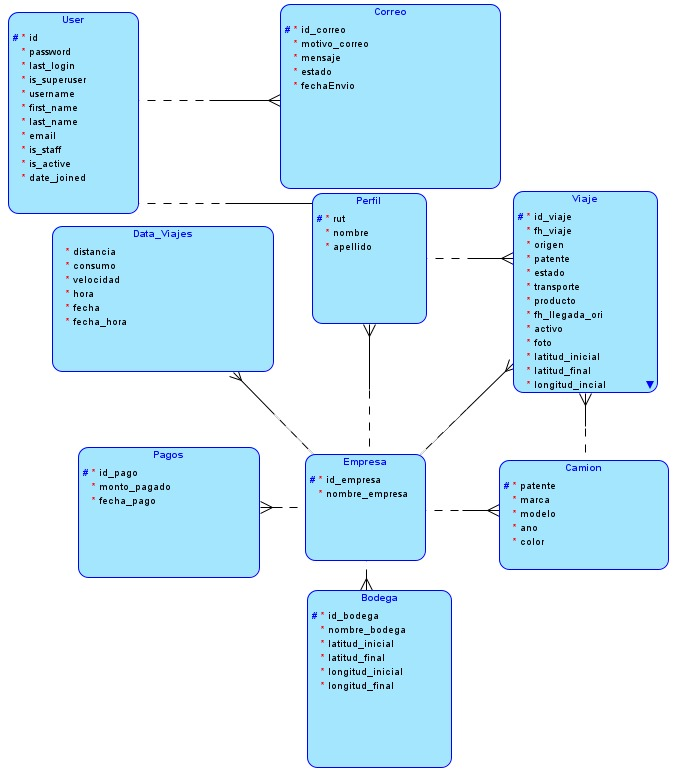 User
# * id
* password
* last_login
* is_superuser
* username
* first_name
* last_name
* email
* is_staff
* is_active
* date_joined
Correo
# * id_correo
* motivo_correo
* mensaje
* estado
* fechaEnvio
Perfil
# * rut
* nombre
* apellido
Viaje
# * id_viaje
* fh_viaje
* origen
* patente
* estado
* transporte
* producto
* fh_llegada_ori
* activo
* foto
* latitud_inicial
* latitud_final
* longitud_incial
Data_Viajes
* distancia
* consumo
* velocidad
* hora
* fecha
* fecha_hora
Pagos
# * id_pago
* monto_pagado
* fecha_pago
Empresa
# * id_empresa
* nombre_empresa
Camion
# * patente
* marca
* modelo
* ano
* color
Bodega
# * id_bodega
* nombre_bodega
* latitud_inicial
* latitud_final
* longitud_inicial
* longitud_final